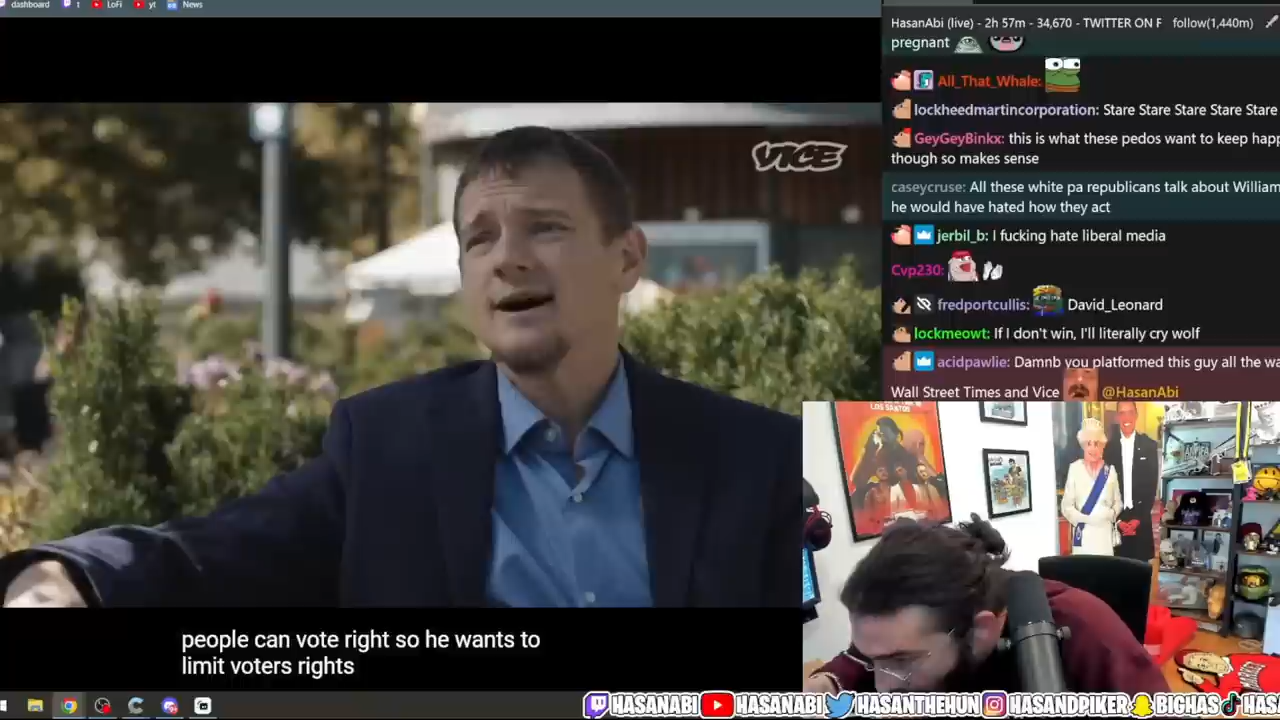 dashboard t LoFi yt News
HasanAbi (live) - 2h 57m - 34,670 - TWITTER ON F follow(1,440m)
pregnant
All_That_Whale:
lockheedmartincorporation: Stare Stare Stare Stare Stare
GeyGeyBinkx: this is what these pedos want to keep hap
though so makes sense
caseycruse: All these white pa republicans talk about William
he would have hated how they act
jerbil_b: I fucking hate liberal media
Cvp230:
fredportcullis: David_Leonard
lockmeowt: If I don't win, I'll literally cry wolf
acidpawlie: Damnb you platformed this guy all the wa
Wall Street Times and Vice @HasanAbi
VICE
LOS SANTOS
people can vote right so he wants to
limit voters rights
HASANABI HASANABI HASANTHEHUN HASANDPIKER BIGHAS HASA